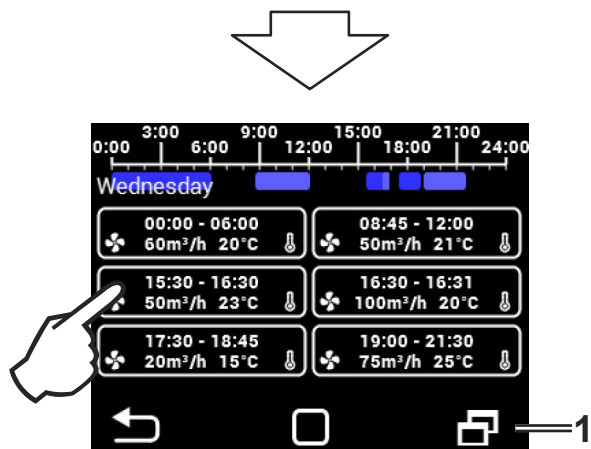 3:00 9:00 15:00 21:00
0:00 6:00 12:00 18:00 24:00
Wednesday
00:00 - 06:00
60m³/h 20°C
08:45 - 12:00
50m³/h 21°C
15:30 - 16:30
50m³/h 23°C
16:30 - 16:31
100m³/h 20°C
17:30 - 18:45
20m³/h 15°C
19:00 - 21:30
75m³/h 25°C
1